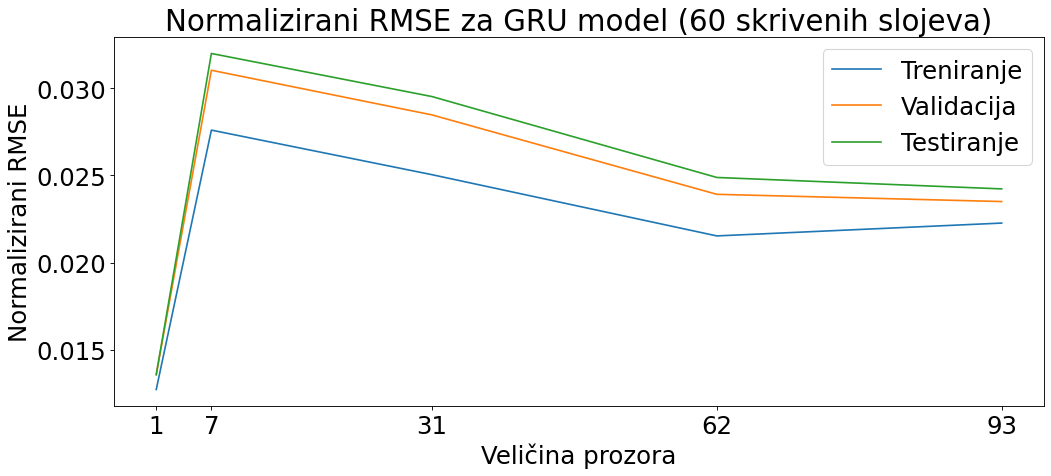 Normalizirani RMSE za GRU model (60 skrivenih slojeva)
Treniranje
Validacija
Testiranje
Normalizirani RMSE
0.030
0.025
0.020
0.015
1 7 31 62 93
Veličina prozora